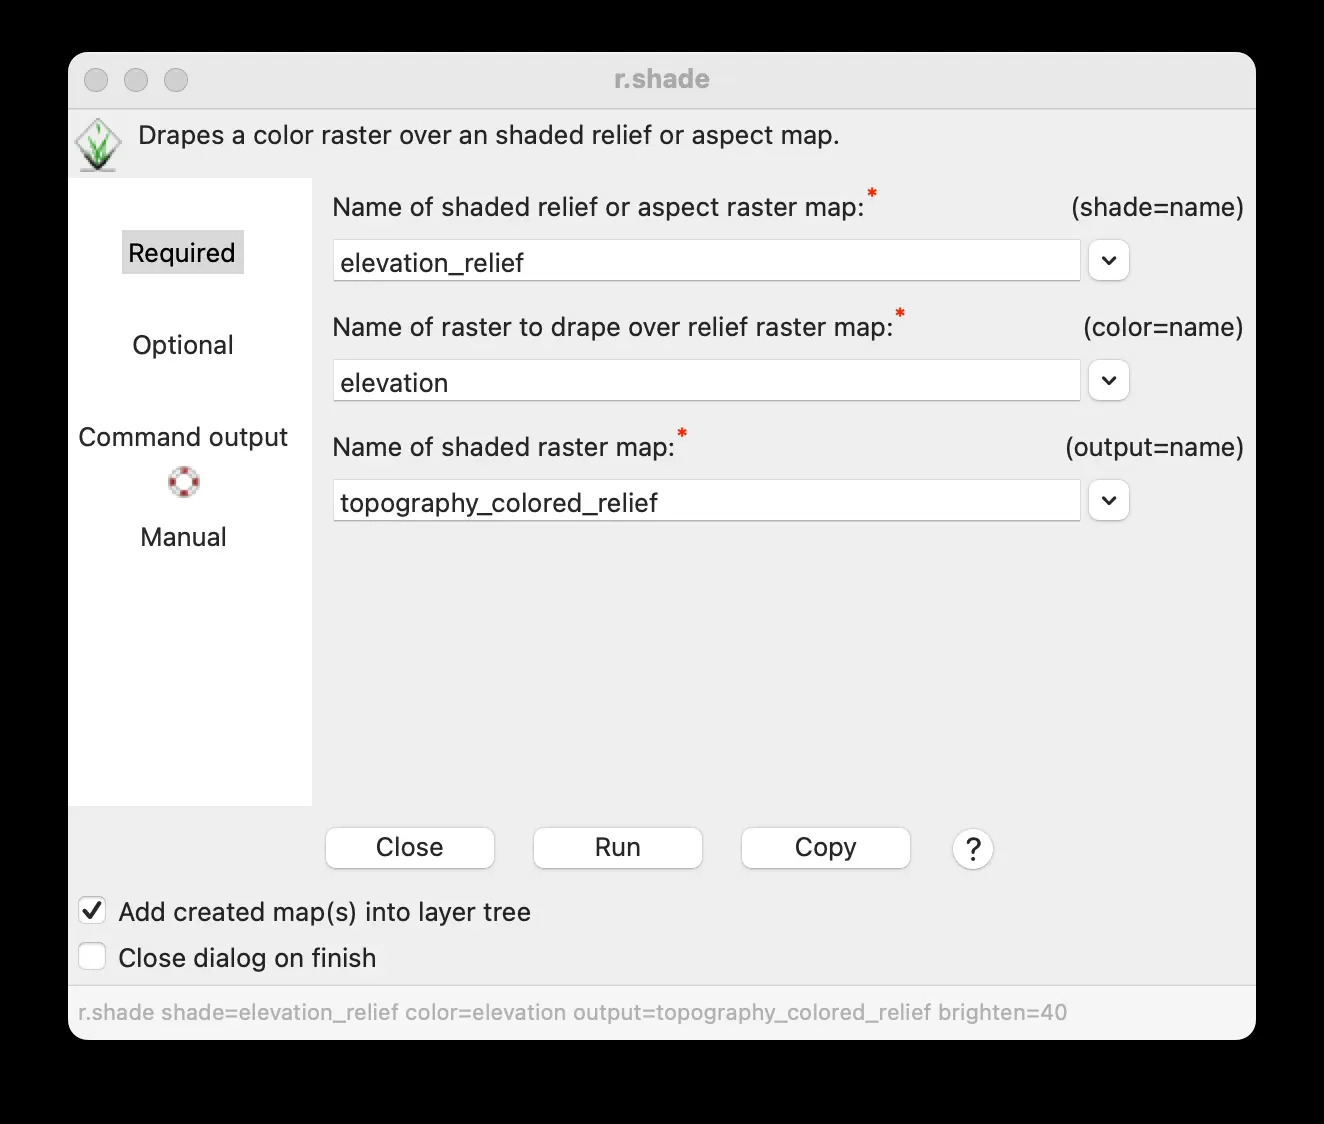 r.shade
Drapes a color raster over an shaded relief or aspect map.
Required
Optional
Command output
Manual
Name of shaded relief or aspect raster map:* (shade=name)
elevation_relief
Name of raster to drape over relief raster map:* (color=name)
elevation
Name of shaded raster map:* (output=name)
topography_colored_relief
Close Run Copy ?
Add created map(s) into layer tree
Close dialog on finish
r.shade shade=elevation_relief color=elevation output=topography_colored_relief brighten=40